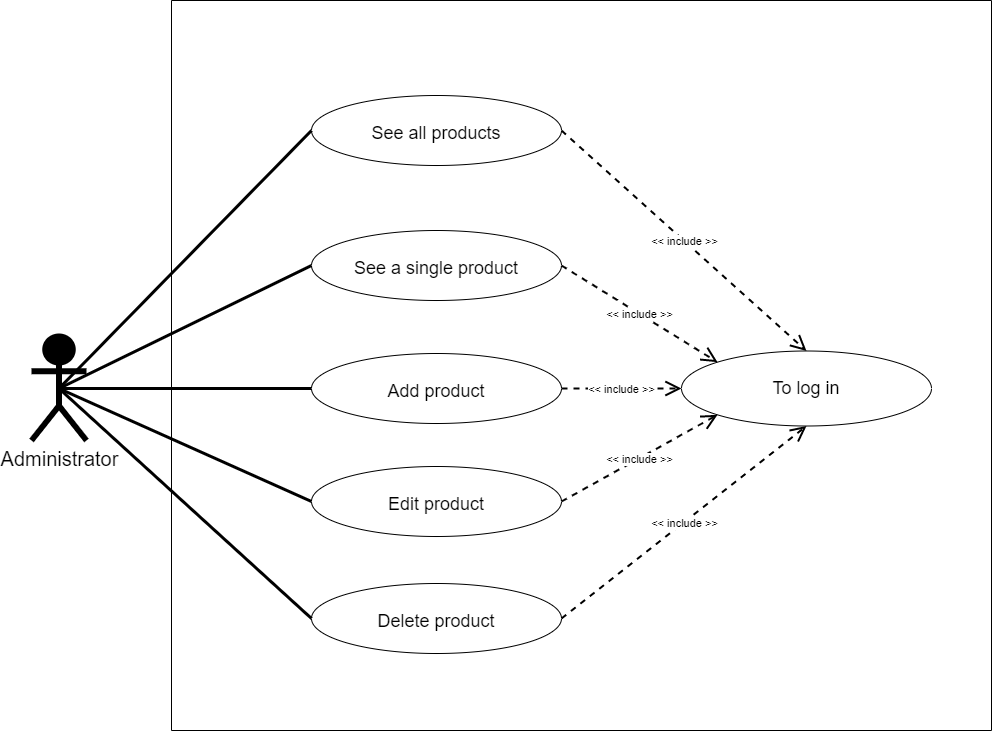 See all products
<< include >>
See a single product
<< include >>
Add product
<< include >>
To log in
Administrator
<< include >>
Edit product
<< include >>
Delete product